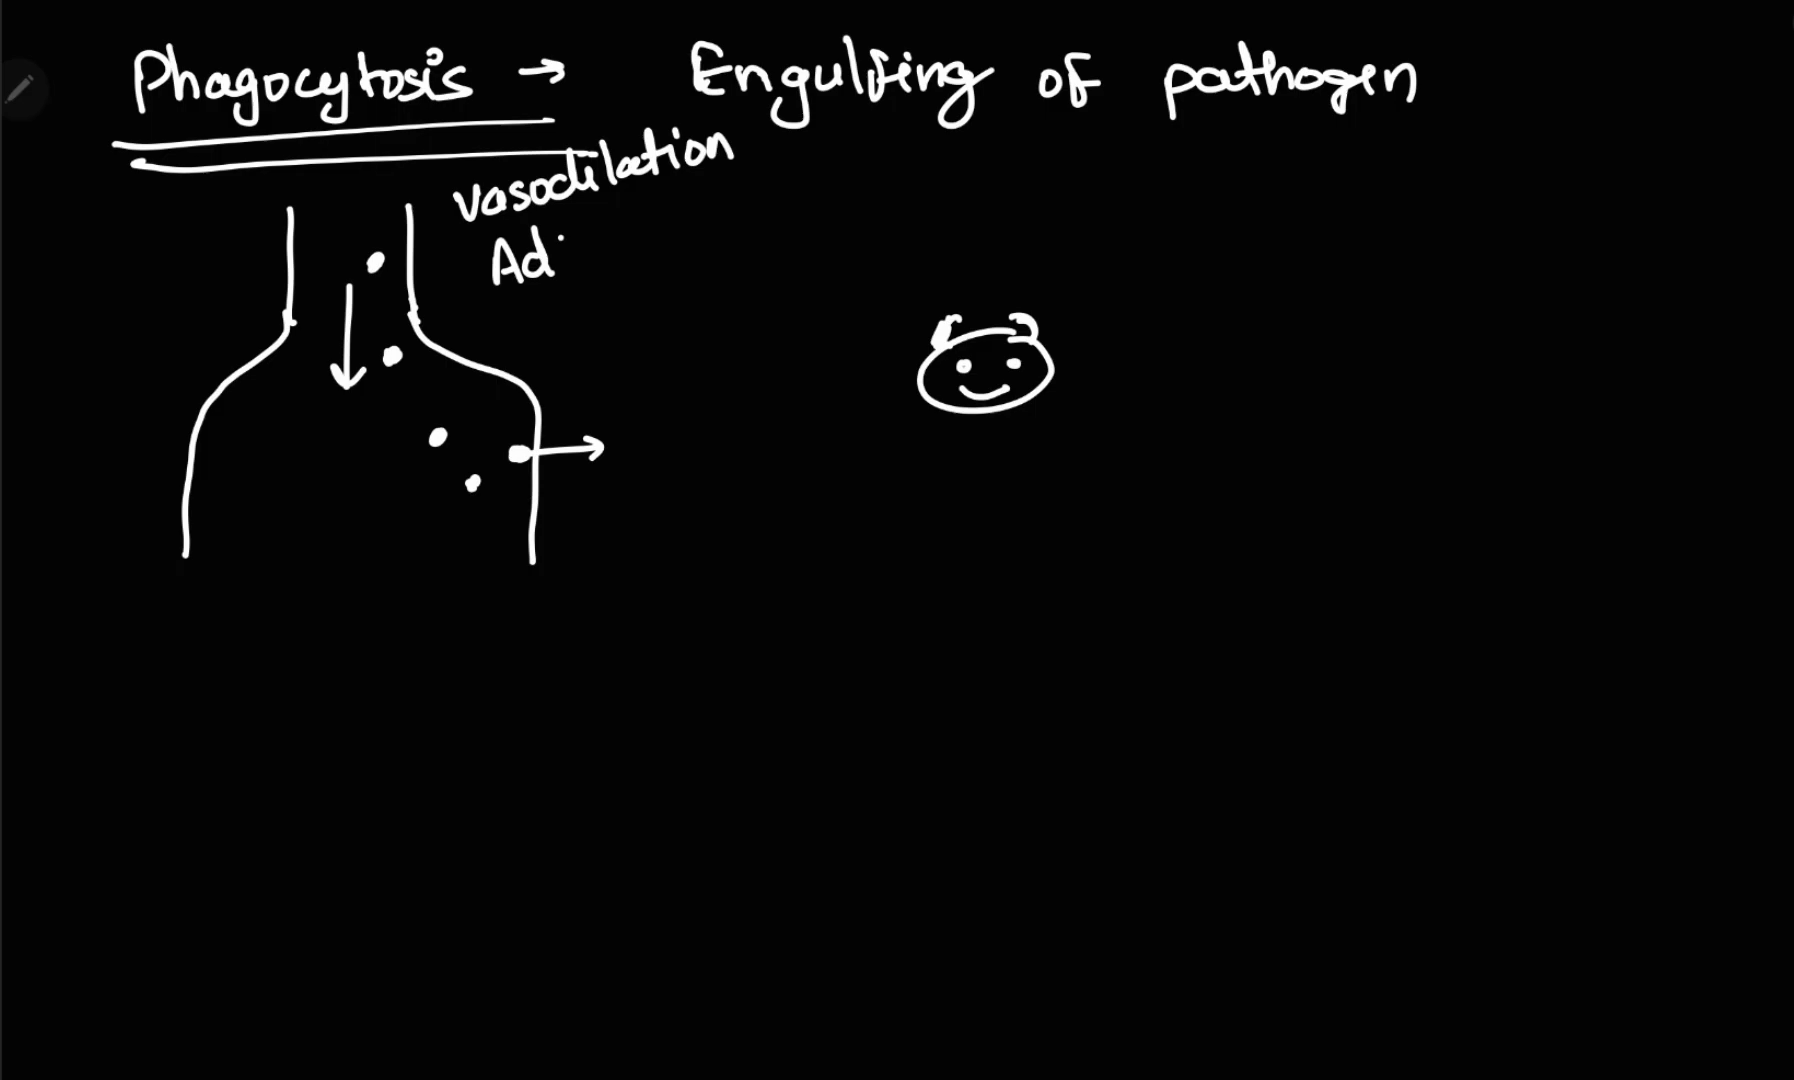 Phagocytosis → Engulfing of pathogen
vasodilation
Ad